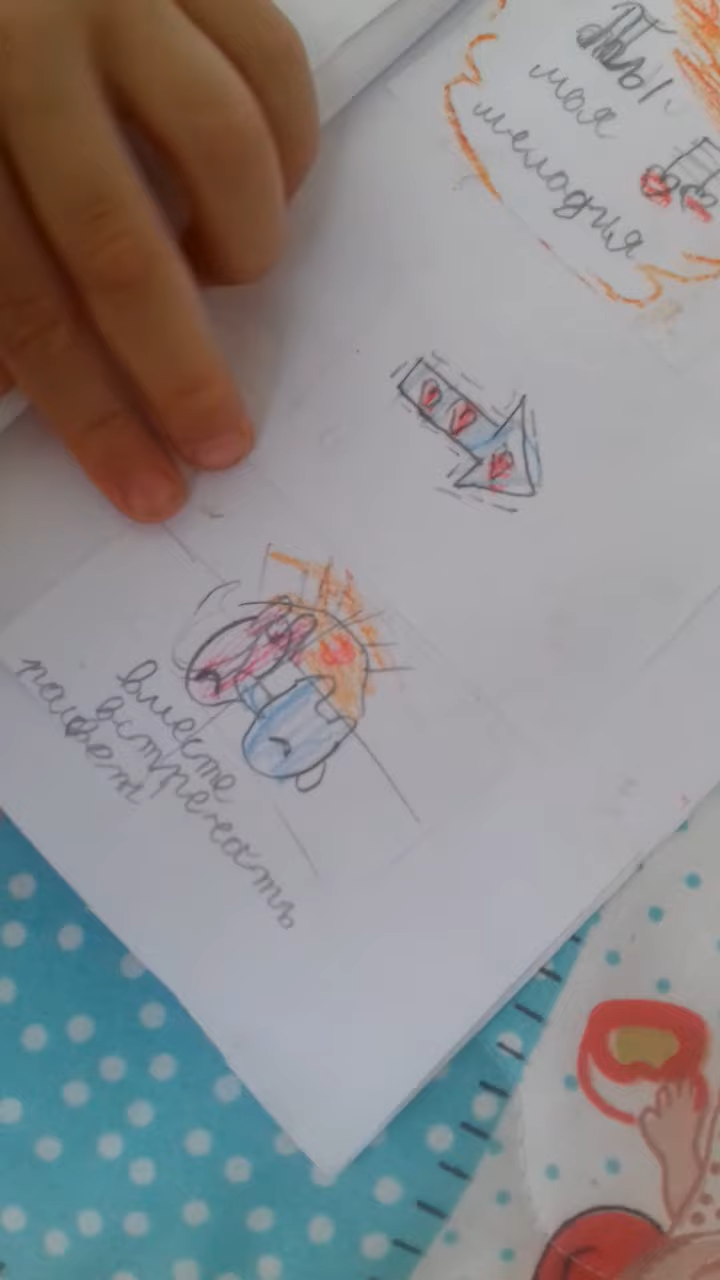 Ты
моя
мелодия
вместе
встречать
рассвет